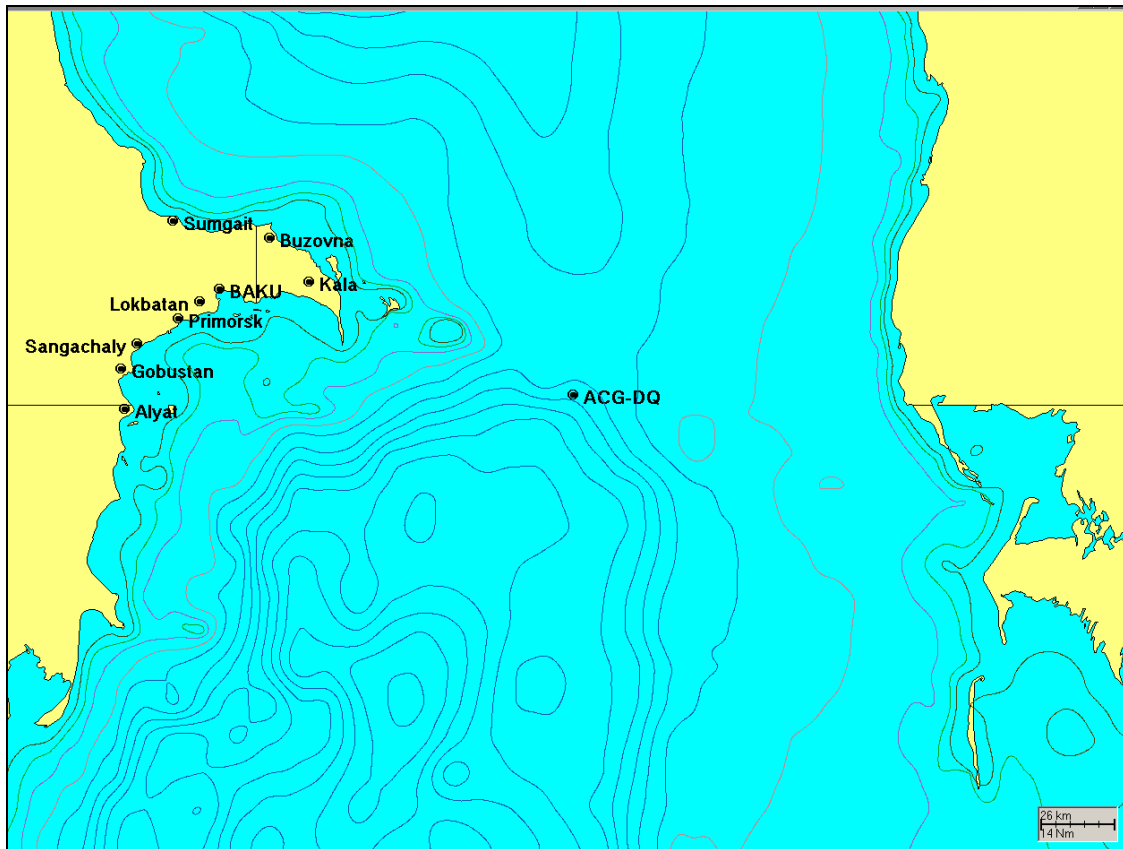 Sumgait
Buzovna
Kala
BAKU
Lokbatan
Primorsk
Sangachaly
Gobustan
ACG-DQ
Alyat
26 km
14 Nm